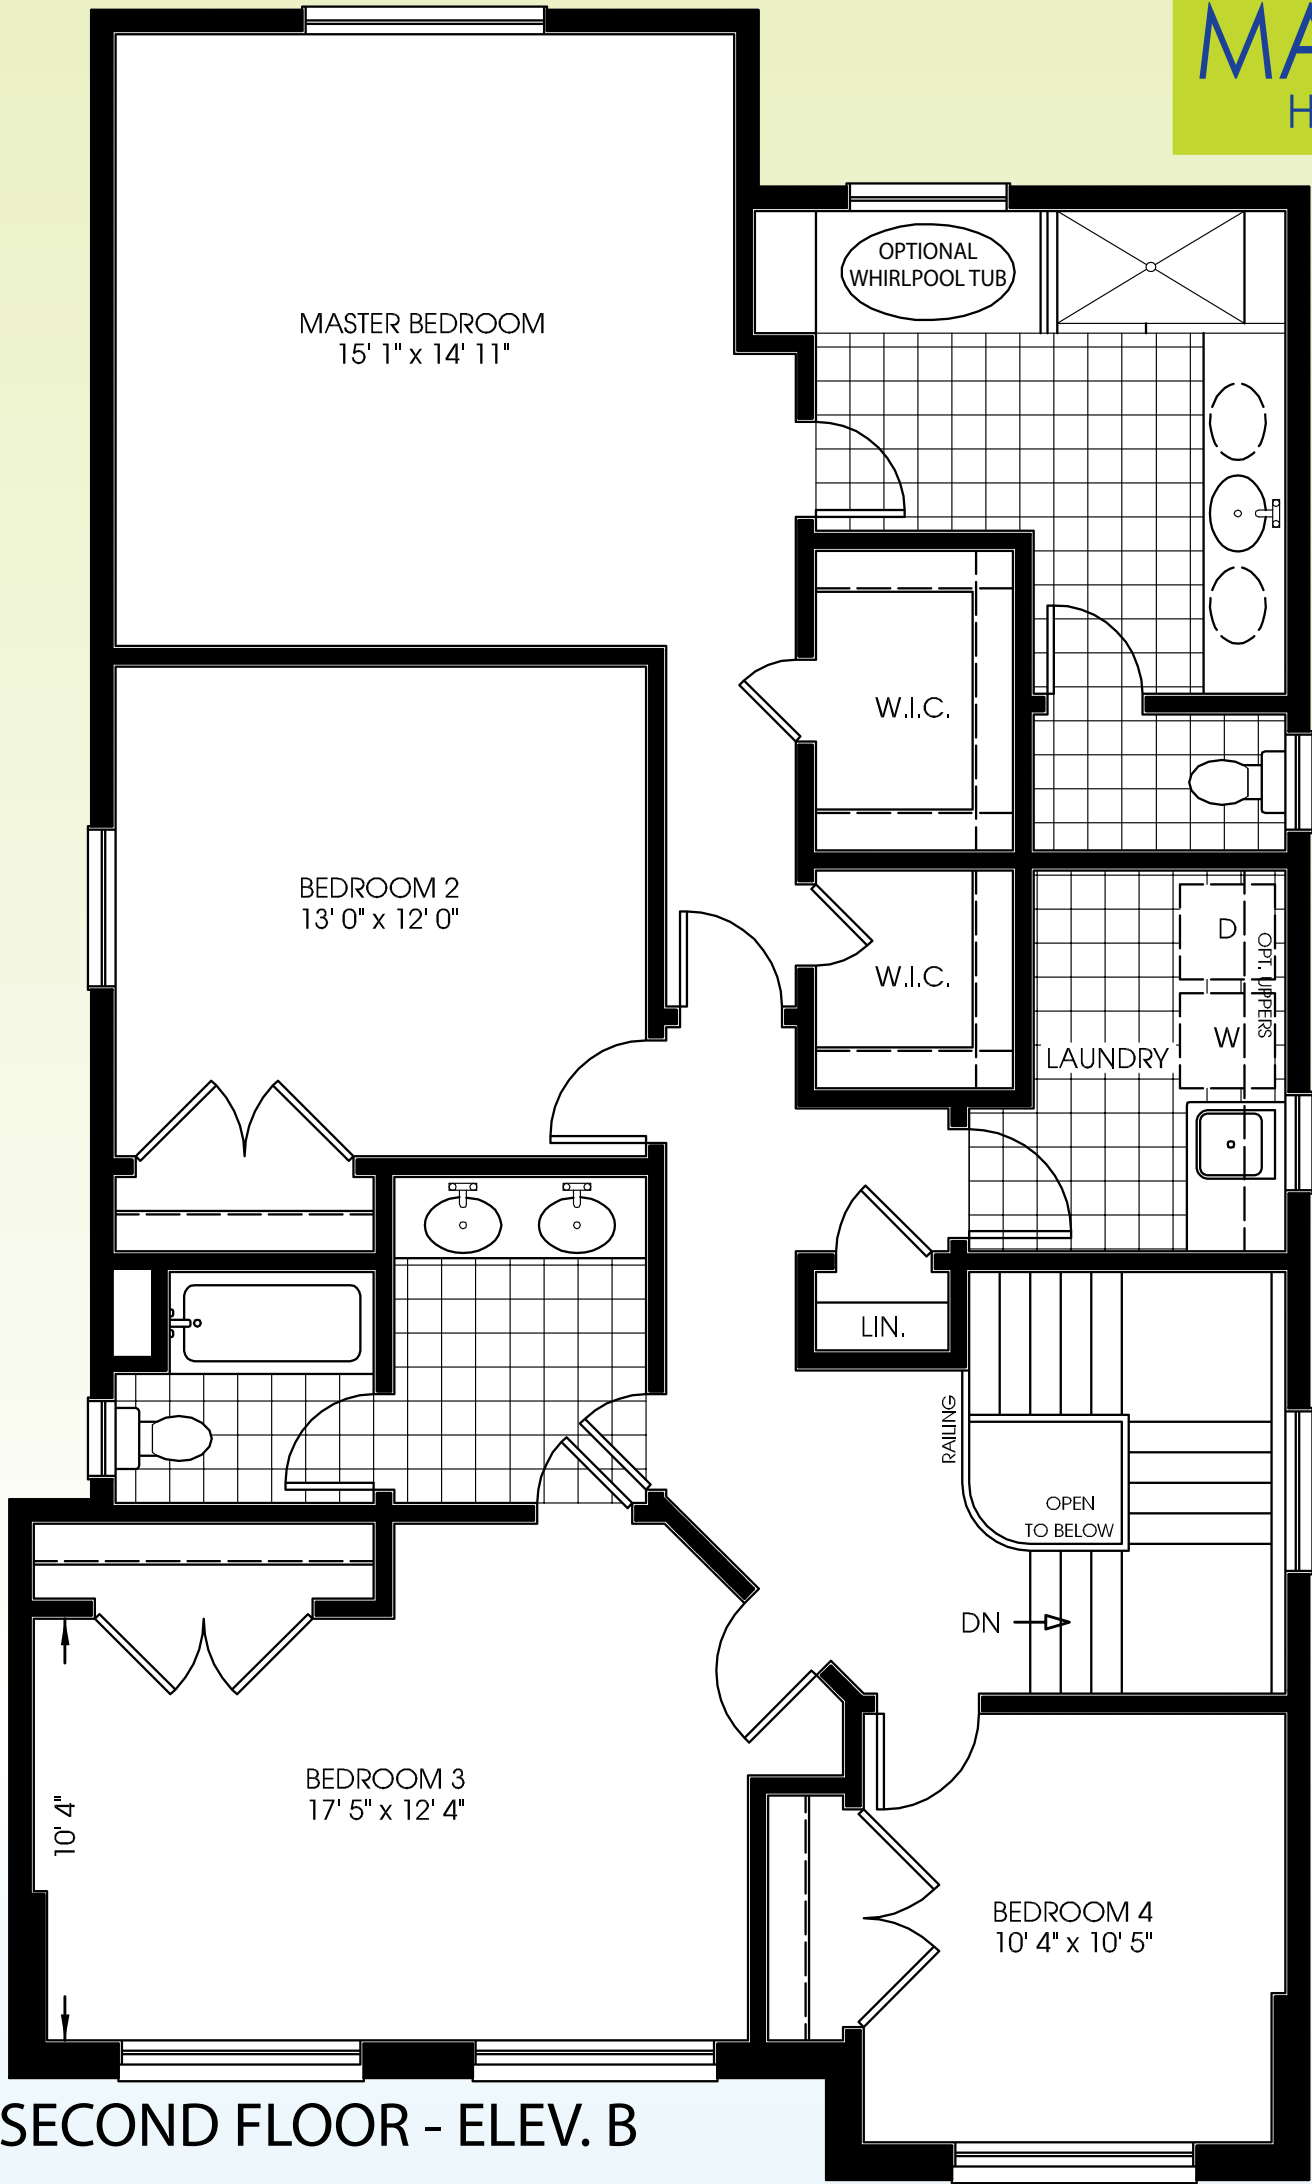 OPTIONAL
WHIRLPOOL TUB
MASTER BEDROOM
15' 1" x 14' 11"
W.I.C.
BEDROOM 2
13' 0" x 12' 0"
W.I.C.
D
OPT. UPPERS
W
LAUNDRY
LIN.
RAILING
OPEN
TO BELOW
DN
BEDROOM 3
17' 5" x 12' 4"
10' 4"
BEDROOM 4
10' 4" x 10' 5"
SECOND FLOOR - ELEV. B